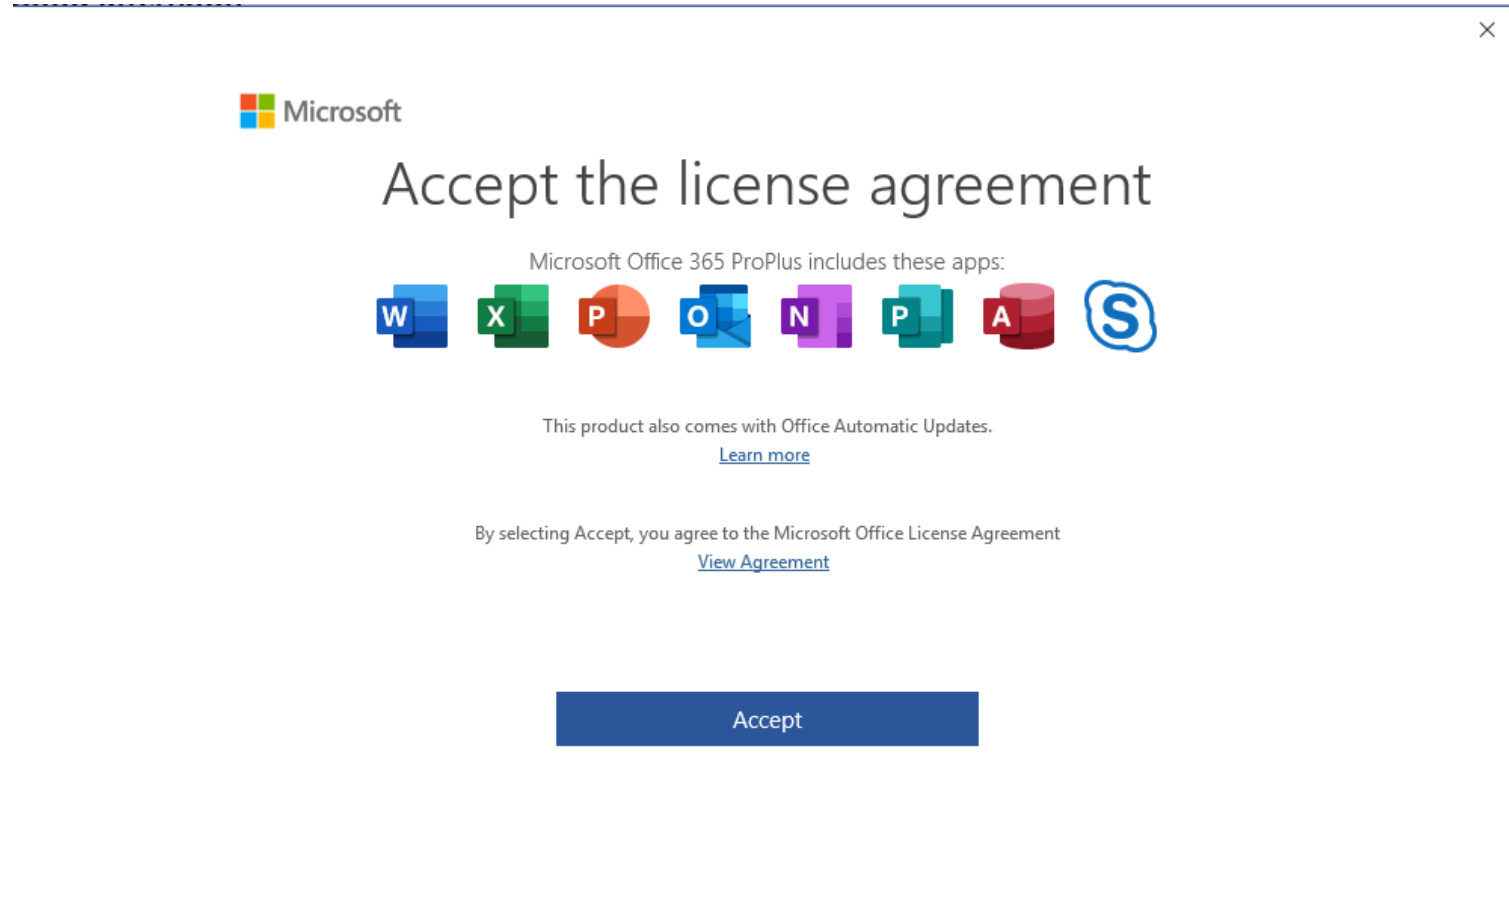 Microsoft
Accept the license agreement
Microsoft Office 365 ProPlus includes these apps:
W X P O N P A S
This product also comes with Office Automatic Updates.
Learn more
By selecting Accept, you agree to the Microsoft Office License Agreement
View Agreement
Accept